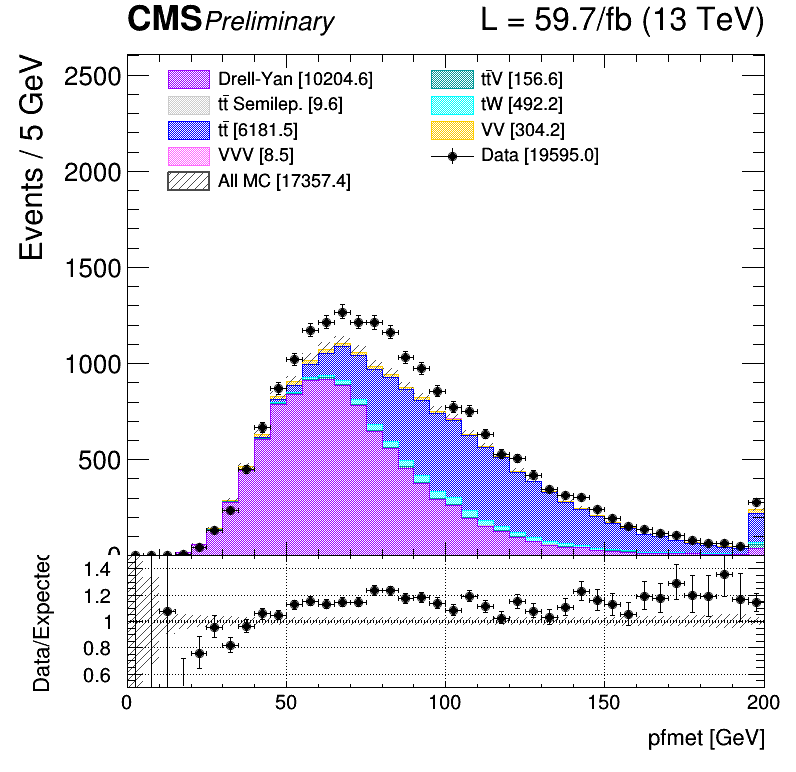 CMS Preliminary L = 59.7/fb (13 TeV)
Events / 5 GeV
2500
2000
1500
1000
500
0
Drell-Yan [10204.6]
tt̄ Semilep. [9.6]
tt̄ [6181.5]
VVV [8.5]
All MC [17357.4]
tt̄V [156.6]
tW [492.2]
VV [304.2]
Data [19595.0]
Data/Expected
1.4
1.2
1
0.8
0.6
0 50 100 150 200
pfmet [GeV]